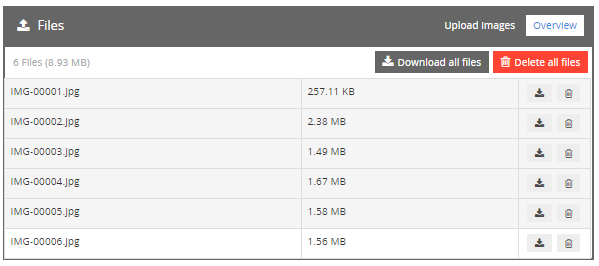 Files Upload Images Overview
6 Files (8.93 MB) Download all files Delete all files
IMG-00001.jpg 257.11 KB
IMG-00002.jpg 2.38 MB
IMG-00003.jpg 1.49 MB
IMG-00004.jpg 1.67 MB
IMG-00005.jpg 1.58 MB
IMG-00006.jpg 1.56 MB